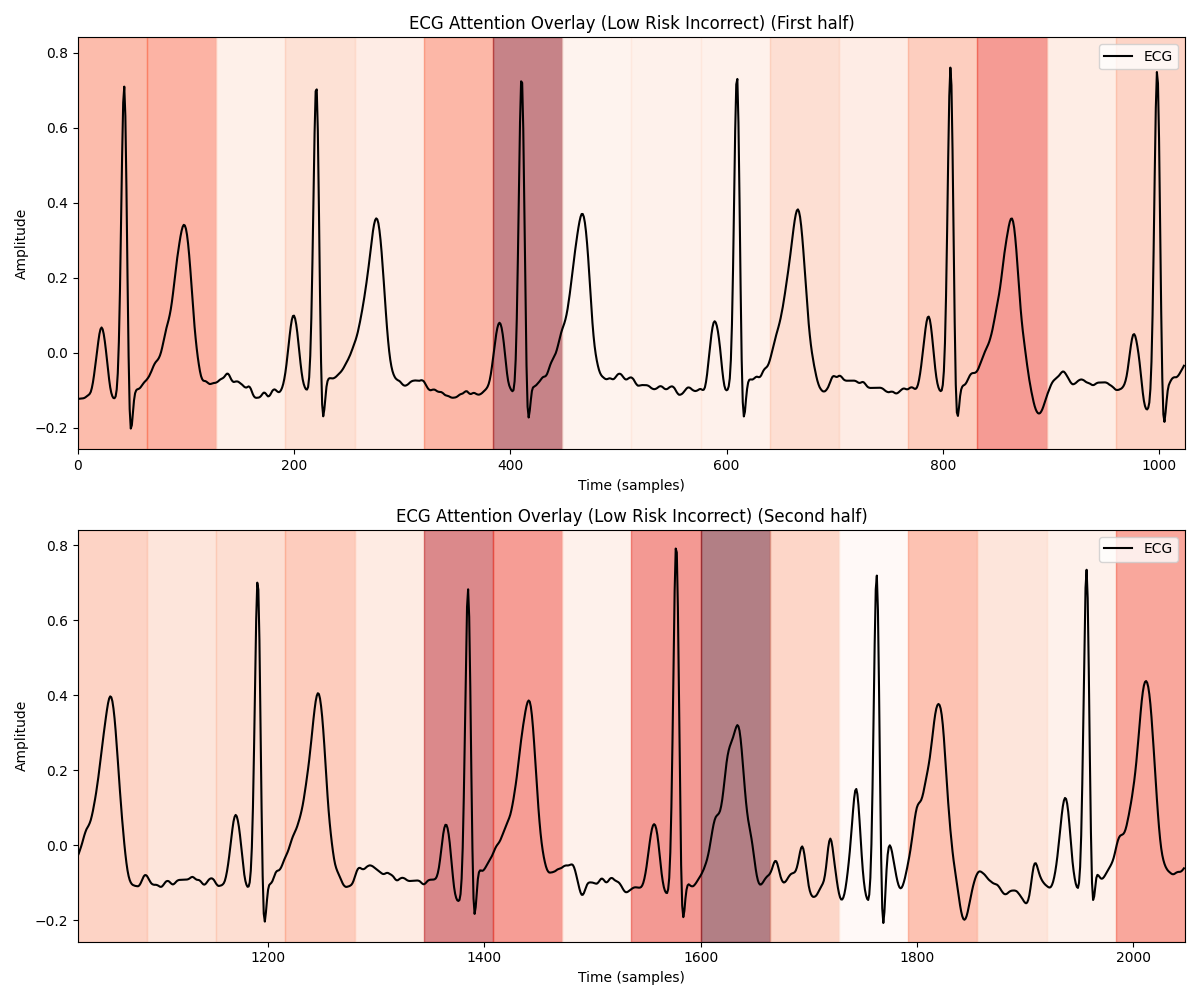 ECG Attention Overlay (Low Risk Incorrect) (First half)
ECG
Amplitude
0.8
0.6
0.4
0.2
0.0
−0.2
0 200 400 600 800 1000
Time (samples)
ECG Attention Overlay (Low Risk Incorrect) (Second half)
ECG
Amplitude
0.8
0.6
0.4
0.2
0.0
−0.2
1200 1400 1600 1800 2000
Time (samples)